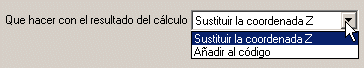 Que hacer con el resultado del cálculo Sustituir la coordenada Z
Sustituir la coordenada Z
Añadir al código